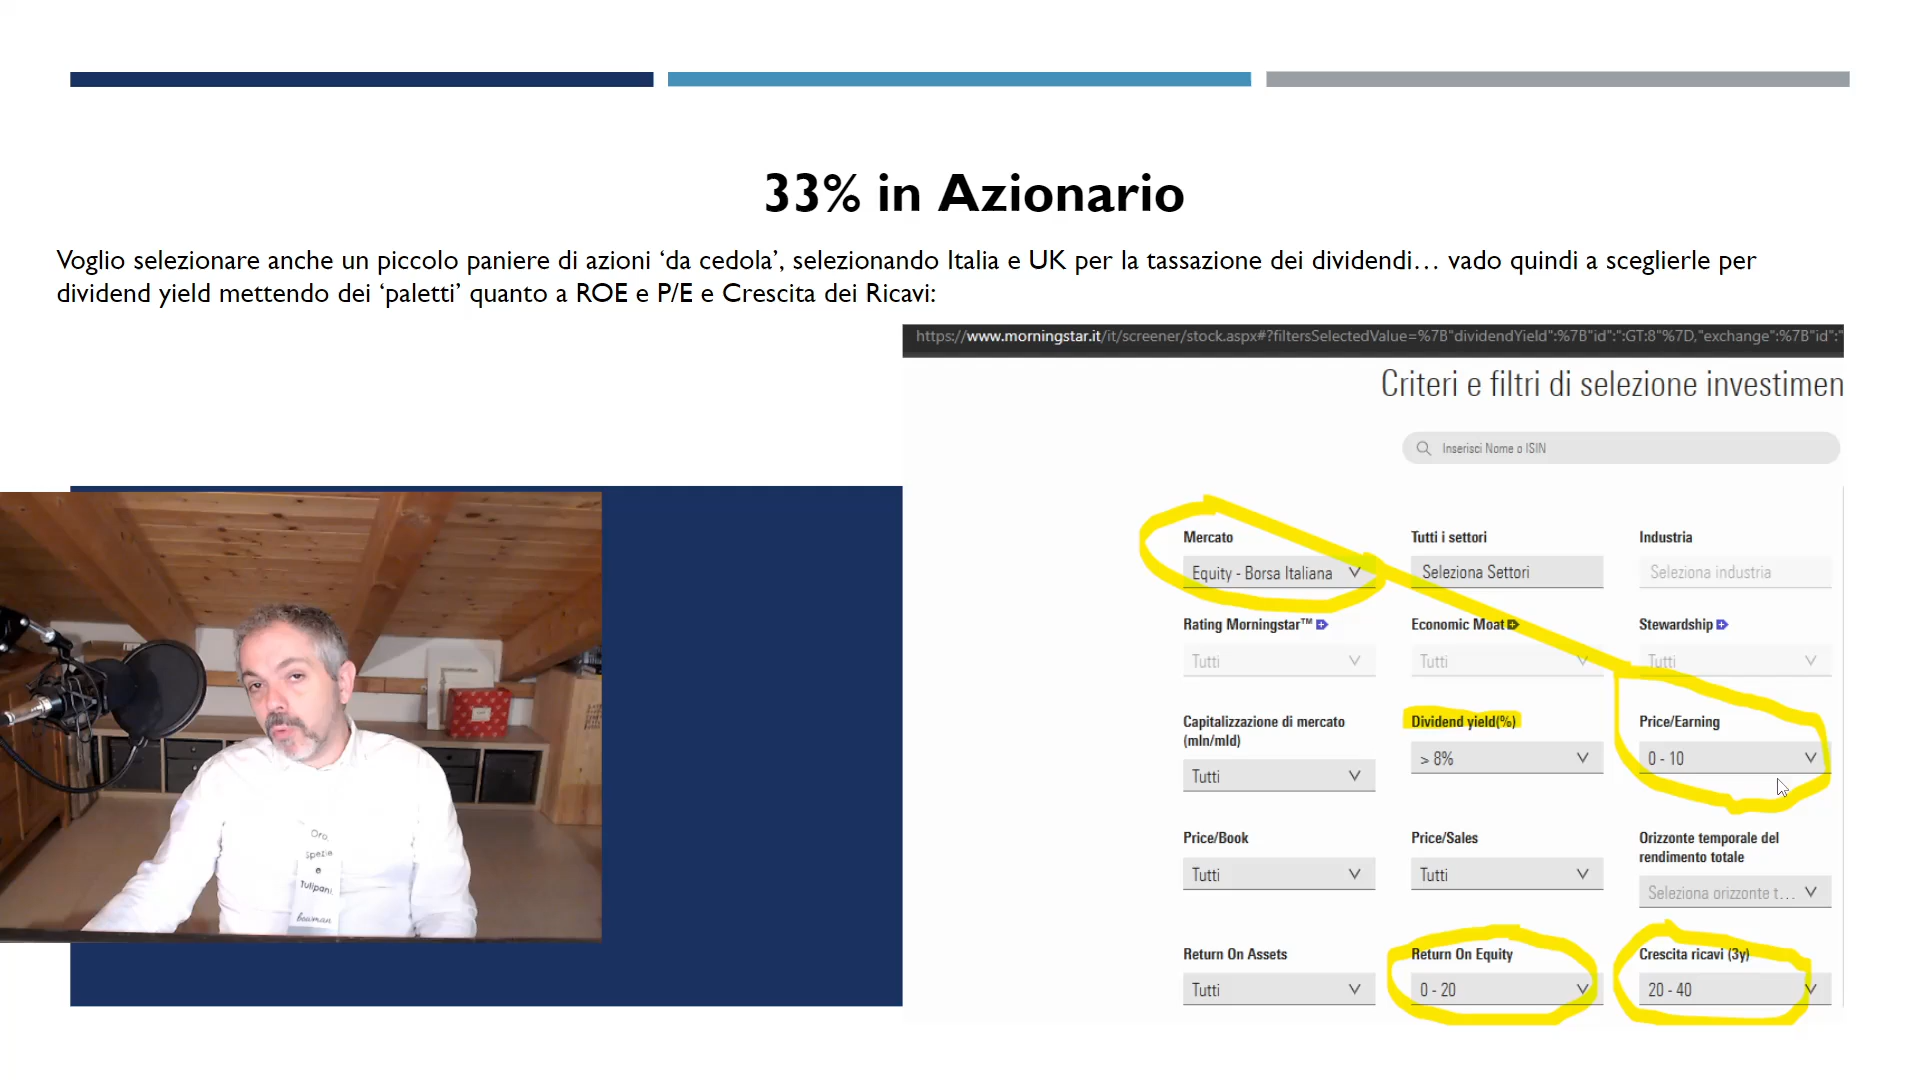 33% in Azionario
Voglio selezionare anche un piccolo paniere di azioni ‘da cedola’, selezionando Italia e UK per la tassazione dei dividendi… vado quindi a sceglierle per
dividend yield mettendo dei ‘paletti’ quanto a ROE e P/E e Crescita dei Ricavi:
https://www.morningstar.it/it/screener/stock.aspx#?filtersSelectedValue=%7B"dividendYield":%7B"id":":GT:8"%7D,"exchange":%7B"id":"
Criteri e filtri di selezione investimen
Inserisci Nome o ISIN
Mercato
Equity - Borsa Italiana
Tutti i settori
Seleziona Settori
Industria
Seleziona industria
Rating Morningstar™
Tutti
Economic Moat
Tutti
Stewardship
Tutti
Capitalizzazione di mercato
(mln/mld)
Tutti
Dividend yield(%)
> 8%
Price/Earning
0 - 10
Price/Book
Tutti
Price/Sales
Tutti
Orizzonte temporale del
rendimento totale
Seleziona orizzonte t…
Return On Assets
Tutti
Return On Equity
0 - 20
Crescita ricavi (3y)
20 - 40
Oro
spezie
e
Tulipani
bowman